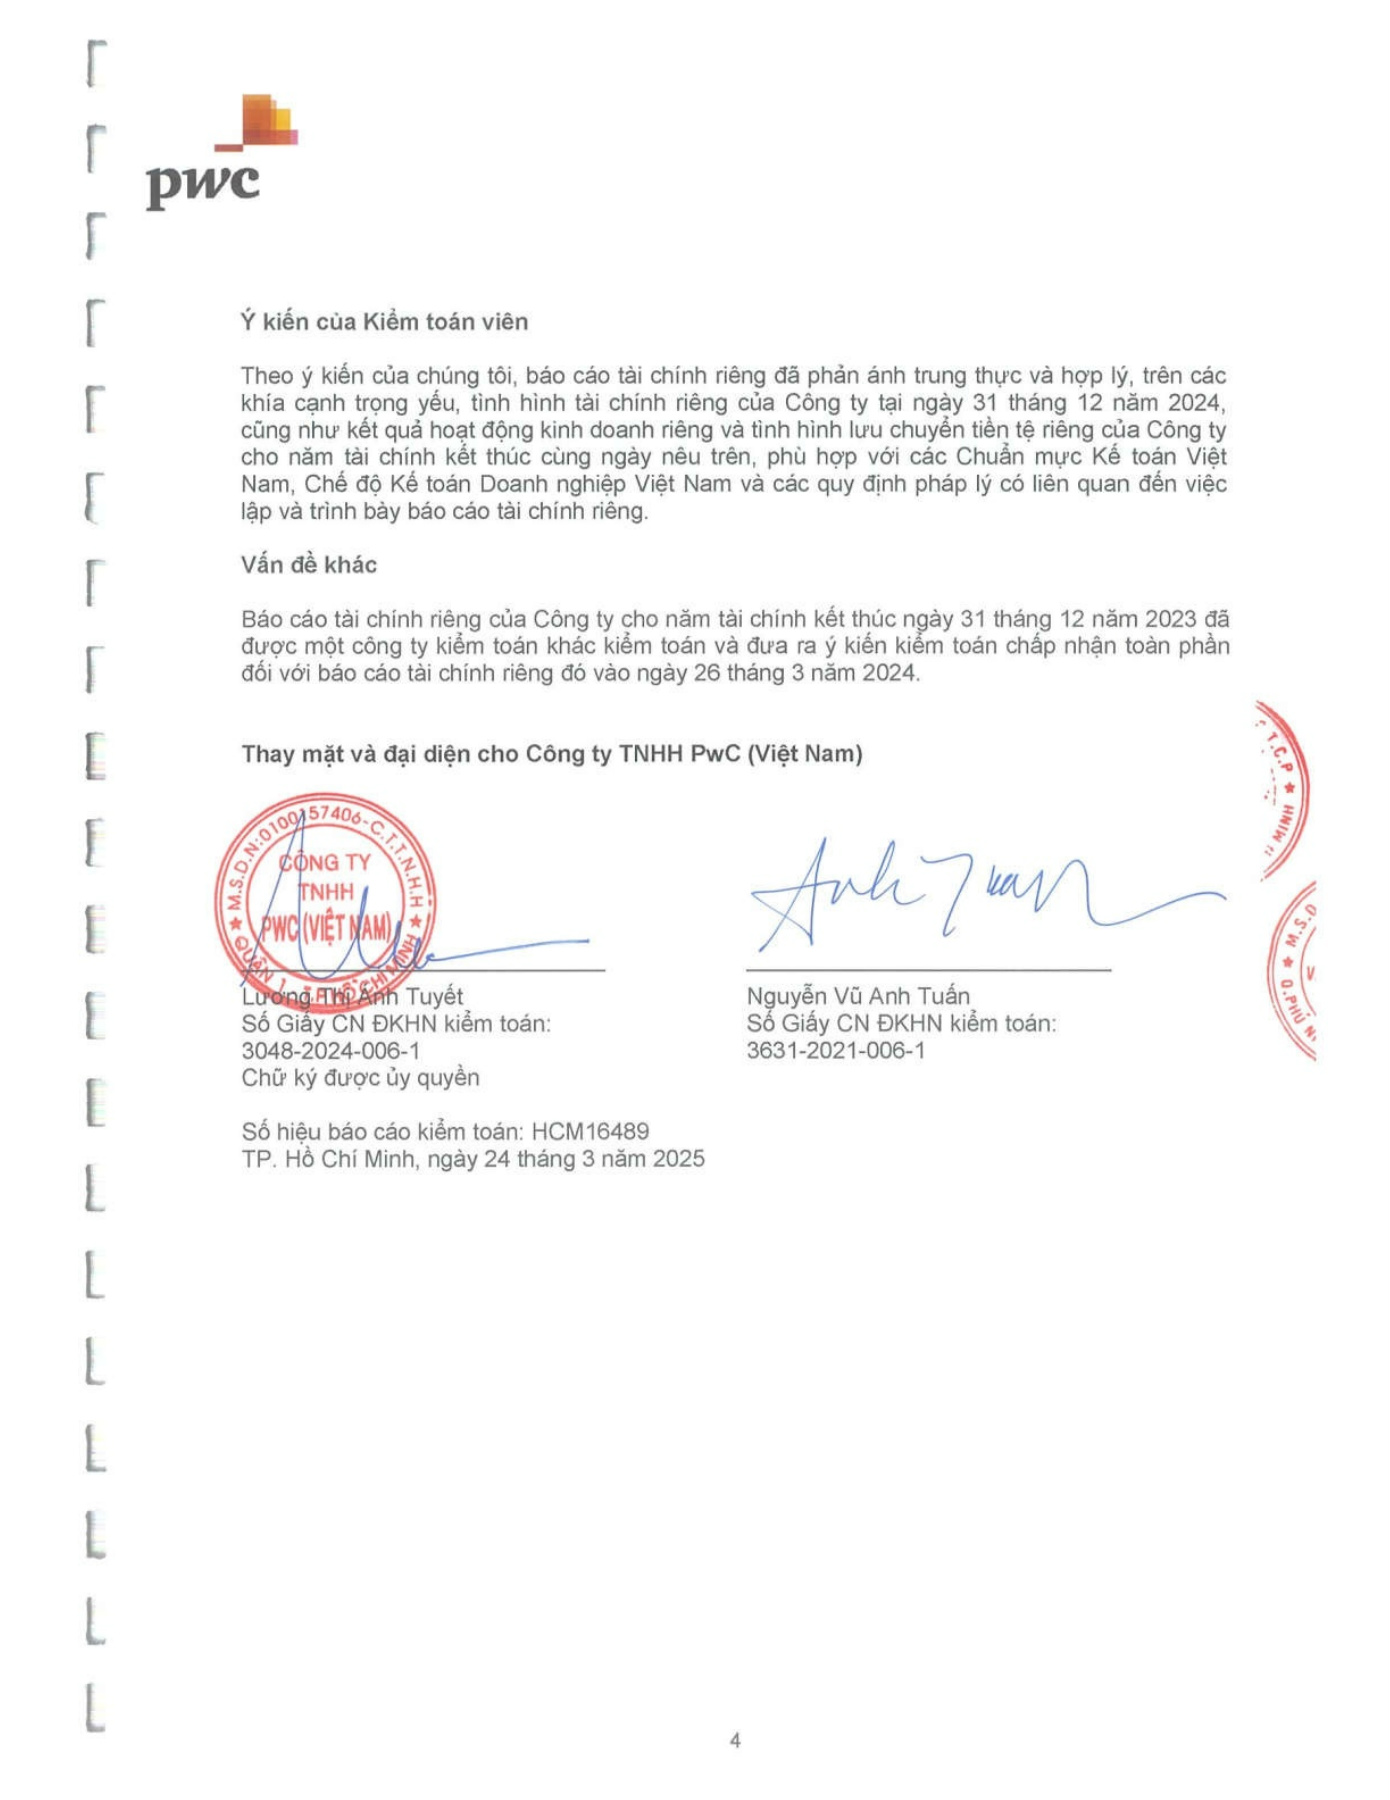 pwc
Ý kiến của Kiểm toán viên
Theo ý kiến của chúng tôi, báo cáo tài chính riêng đã phản ánh trung thực và hợp lý, trên các
khía cạnh trọng yếu, tình hình tài chính riêng của Công ty tại ngày 31 tháng 12 năm 2024,
cũng như kết quả hoạt động kinh doanh riêng và tình hình lưu chuyển tiền tệ riêng của Công ty
cho năm tài chính kết thúc cùng ngày nêu trên, phù hợp với các Chuẩn mực Kế toán Việt
Nam, Chế độ Kế toán Doanh nghiệp Việt Nam và các quy định pháp lý có liên quan đến việc
lập và trình bày báo cáo tài chính riêng.
Vấn đề khác
Báo cáo tài chính riêng của Công ty cho năm tài chính kết thúc ngày 31 tháng 12 năm 2023 đã
được một công ty kiểm toán khác kiểm toán và đưa ra ý kiến kiểm toán chấp nhận toàn phần
đối với báo cáo tài chính riêng đó vào ngày 26 tháng 3 năm 2024.
Thay mặt và đại diện cho Công ty TNHH PwC (Việt Nam)
T.C.P ★ MINH
M.S.D.N:0100157406-C.T.T.N.H.H
CÔNG TY
TNHH
PWC (VIỆT NAM)
★ QUẬN 1 - T.P HỒ CHÍ MINH ★
Anh Tuan
Q.PHÚ N ★ M.S.D
Lương Thị Ánh Tuyết
Số Giấy CN ĐKHN kiểm toán:
3048-2024-006-1
Chữ ký được ủy quyền
Nguyễn Vũ Anh Tuấn
Số Giấy CN ĐKHN kiểm toán:
3631-2021-006-1
Số hiệu báo cáo kiểm toán: HCM16489
TP. Hồ Chí Minh, ngày 24 tháng 3 năm 2025
4